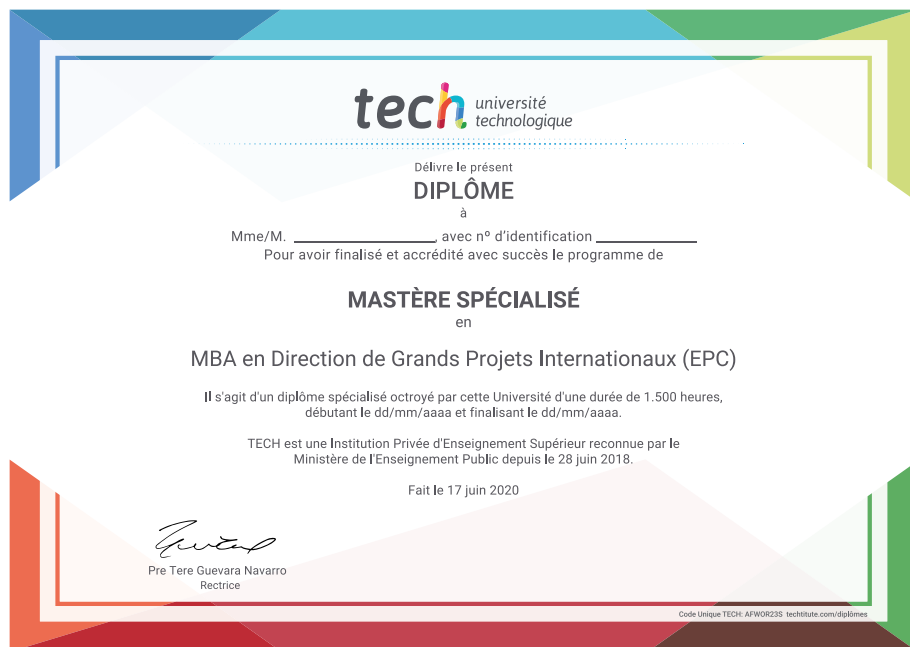 tech université
technologique
Délivre le présent
DIPLÔME
à
Mme/M. ____________, avec nº d'identification ____________
Pour avoir finalisé et accrédité avec succès le programme de
MASTÈRE SPÉCIALISÉ
en
MBA en Direction de Grands Projets Internaux (EPC)
Il s'agit d'un diplôme spécialisé octroyé par cette Université d'une durée de 1.500 heures,
débutant le dd/mm/aaaa et finalisant le dd/mm/aaaa.
TECH est une Institution Privée d'Enseignement Supérieur reconnue par le
Ministère de l'Enseignement Public depuis le 28 juin 2018.
Fait le 17 juin 2020
Pre Tere Guevara Navarro
Rectrice
Code Unique TECH: AFWOR23S techtitute.com/diplômes